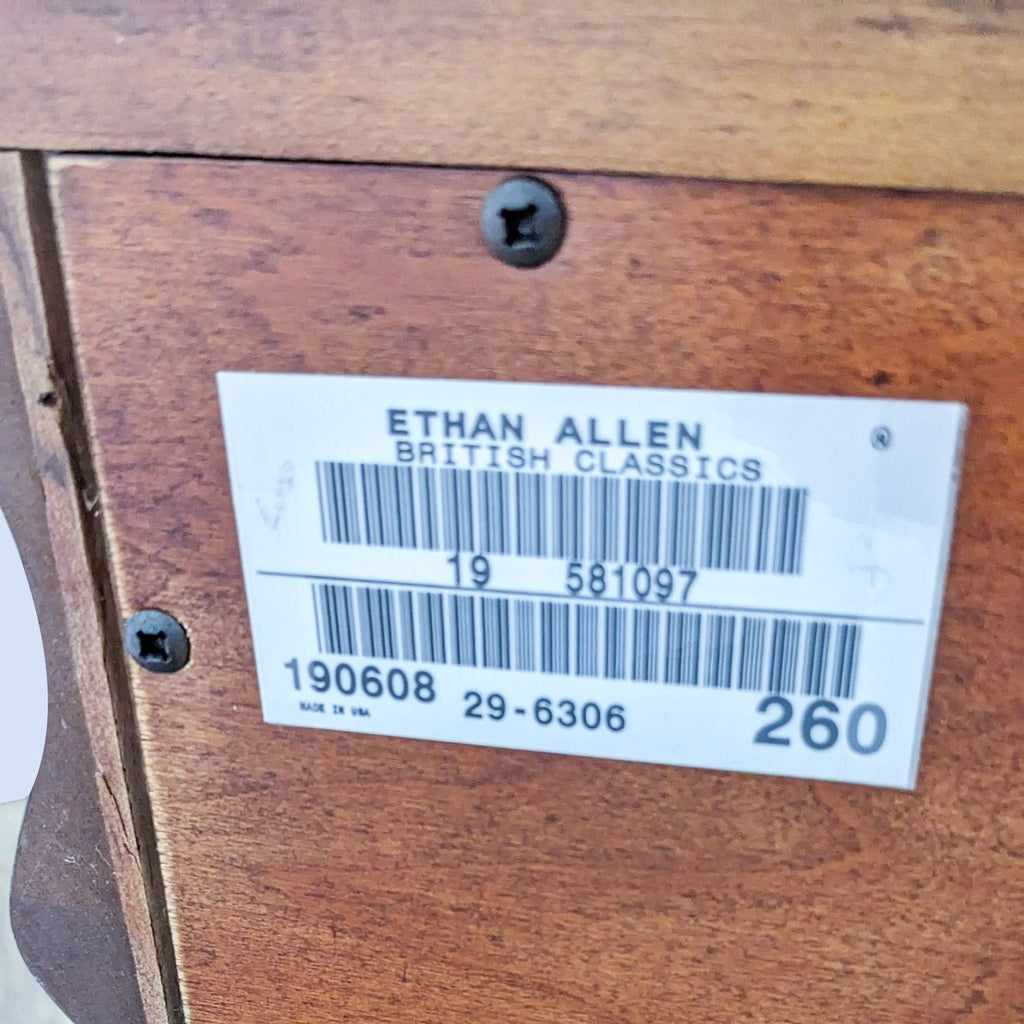 ETHAN ALLEN ®
BRITISH CLASSICS
19 581097
190608 29-6306 260
MADE IN USA